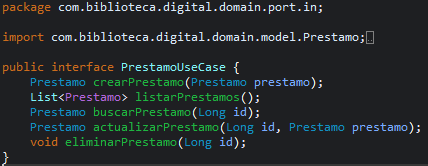 package com.biblioteca.digital.domain.port.in;
import com.biblioteca.digital.domain.model.Prestamo;
public interface PrestamoUseCase {
Prestamo crearPrestamo(Prestamo prestamo);
List<Prestamo> listarPrestamos();
Prestamo buscarPrestamo(Long id);
Prestamo actualizarPrestamo(Long id, Prestamo prestamo);
void eliminarPrestamo(Long id);
}